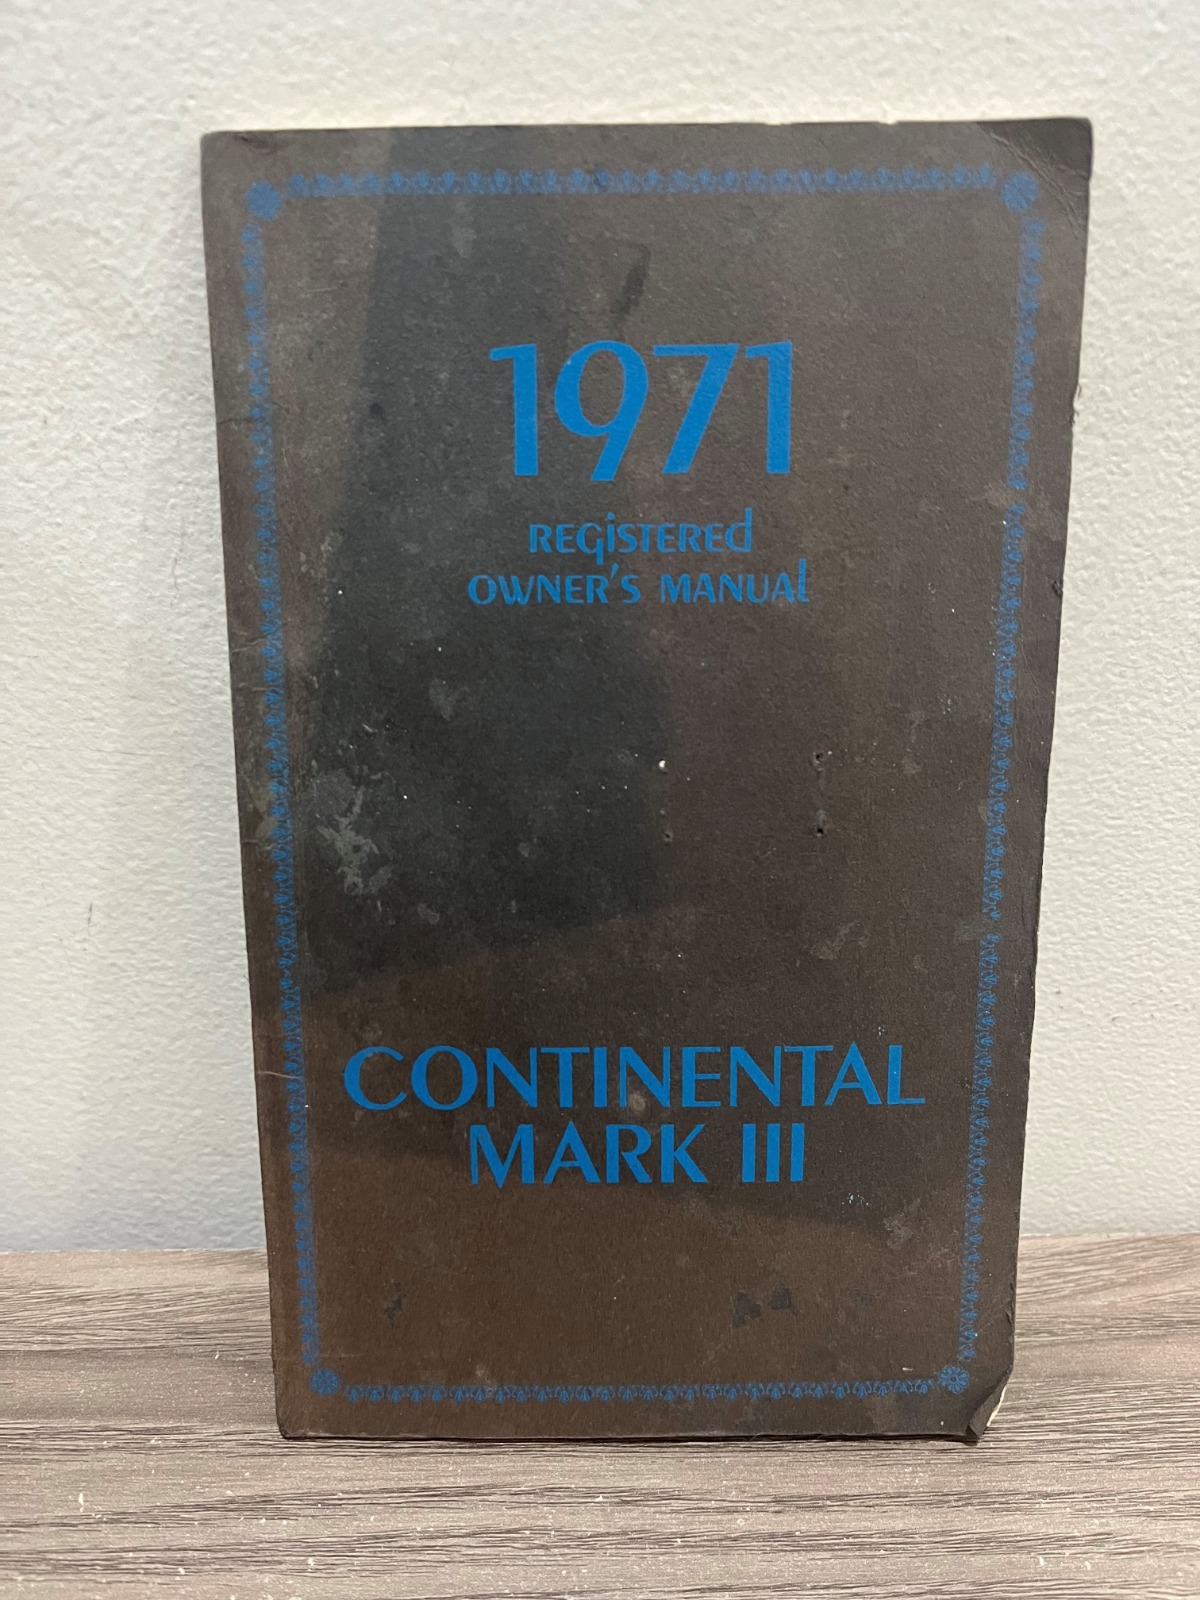 1971
REGISTERED
OWNER'S MANUAL
CONTINENTAL
MARK III